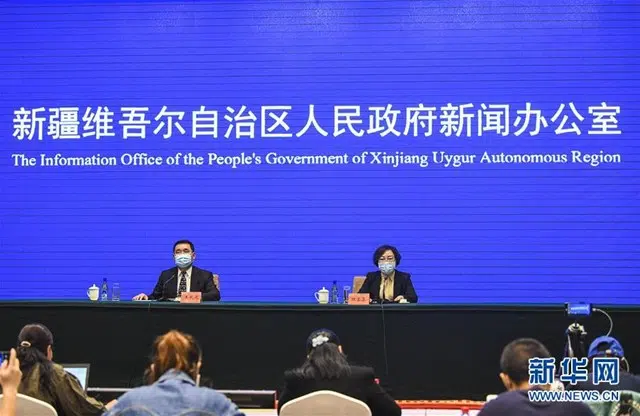 新疆维吾尔自治区人民政府新闻办公室
The Information Office of the People's Government of Xinjiang Uygur Autonomous Region
新华网
WWW.NEWS.CN